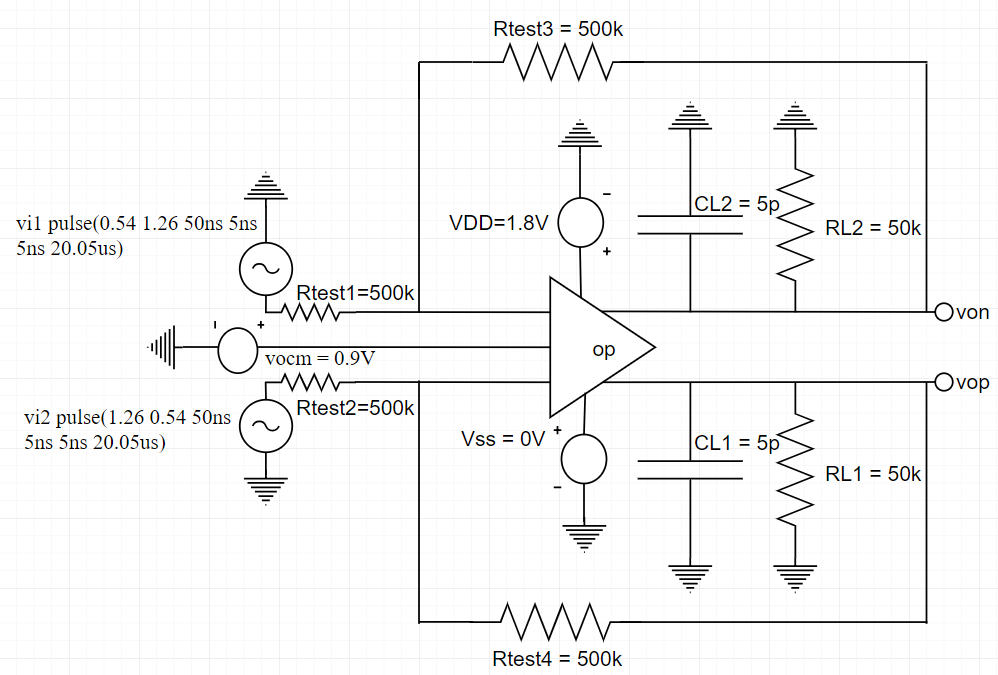 Rtest3 = 500k
VDD=1.8V
-
+
CL2 = 5p
RL2 = 50k
vi1 pulse(0.54 1.26 50ns 5ns
5ns 20.05us)
Rtest1=500k
von
- +
vocm = 0.9V
op
vop
vi2 pulse(1.26 0.54 50ns
5ns 5ns 20.05us)
Rtest2=500k
Vss = 0V
+
-
CL1 = 5p
RL1 = 50k
Rtest4 = 500k